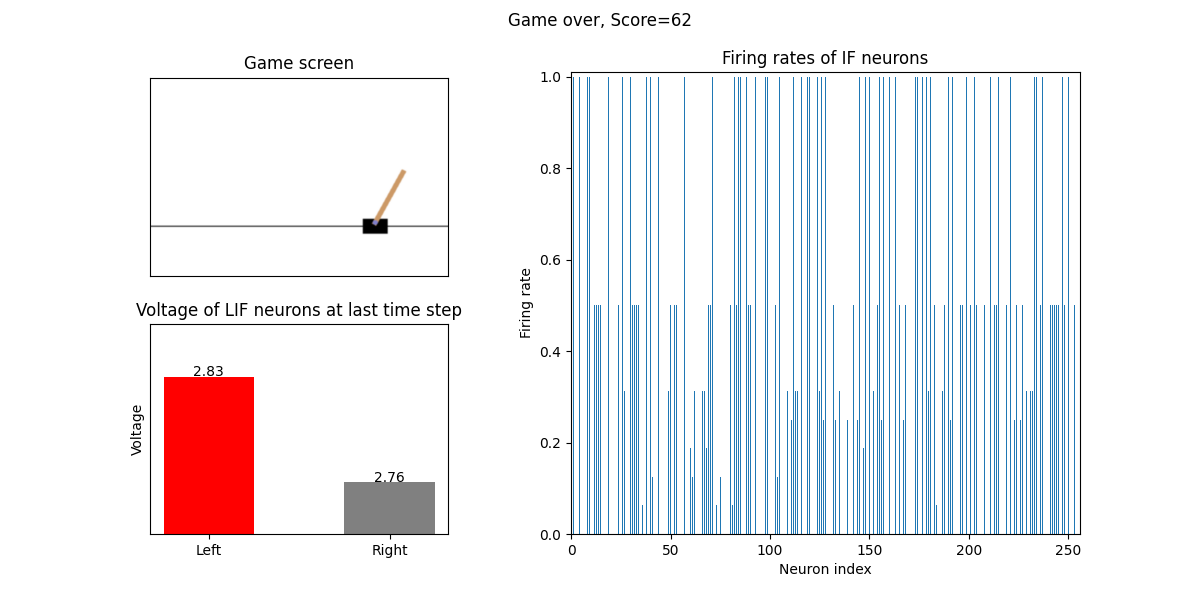 Game over, Score=62
Game screen
Voltage of LIF neurons at last time step
Voltage
2.83
2.76
Left
Right
Firing rates of IF neurons
Firing rate
1.0
0.8
0.6
0.4
0.2
0.0
0
50
100
150
200
250
Neuron index